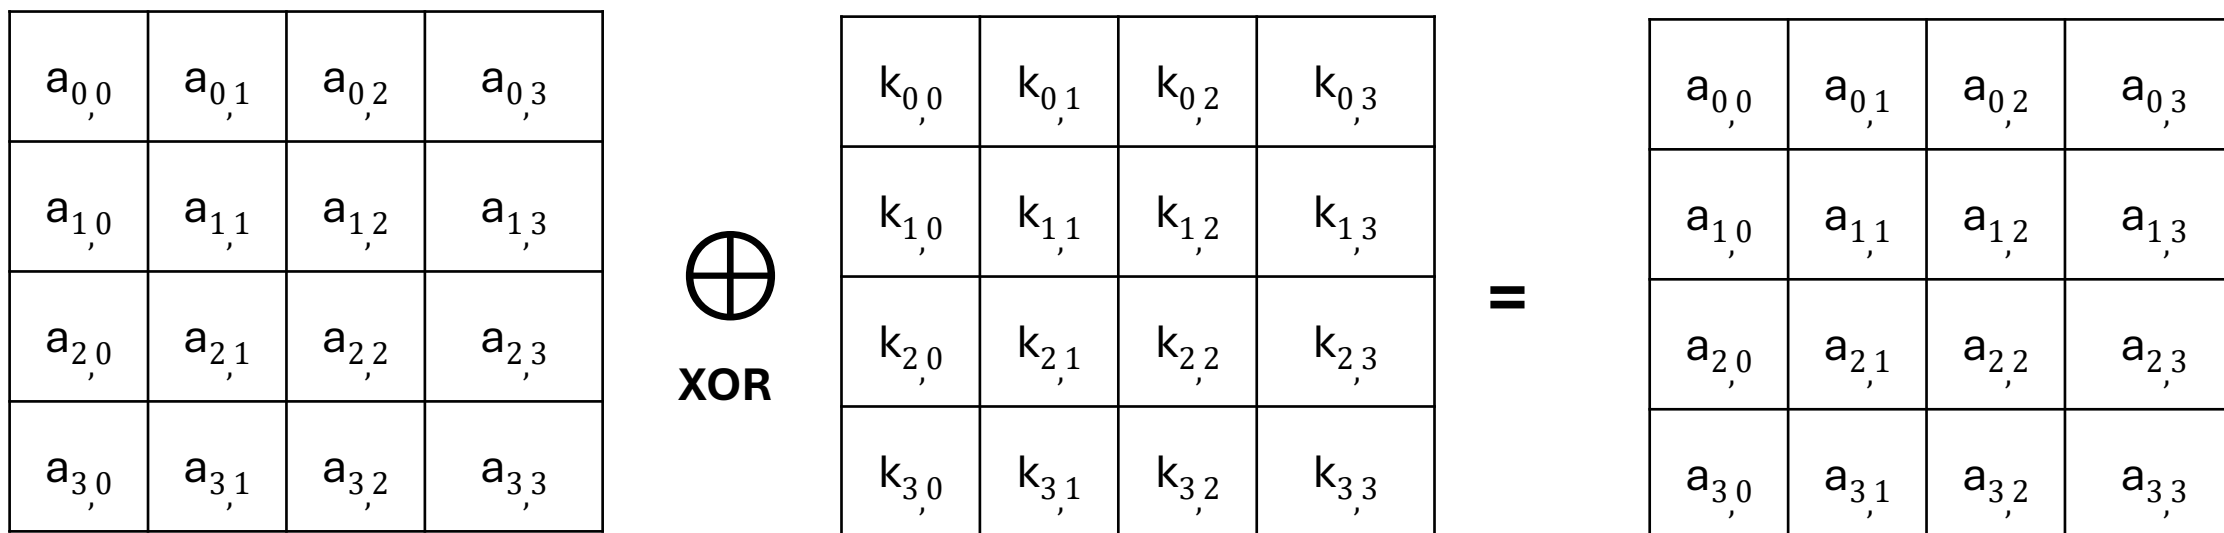 a0,0 a0,1 a0,2 a0,3 k0,0 k0,1 k0,2 k0,3 a0,0 a0,1 a0,2 a0,3
a1,0 a1,1 a1,2 a1,3 k1,0 k1,1 k1,2 k1,3 a1,0 a1,1 a1,2 a1,3
⊕ =
a2,0 a2,1 a2,2 a2,3 k2,0 k2,1 k2,2 k2,3 a2,0 a2,1 a2,2 a2,3
XOR
a3,0 a3,1 a3,2 a3,3 k3,0 k3,1 k3,2 k3,3 a3,0 a3,1 a3,2 a3,3